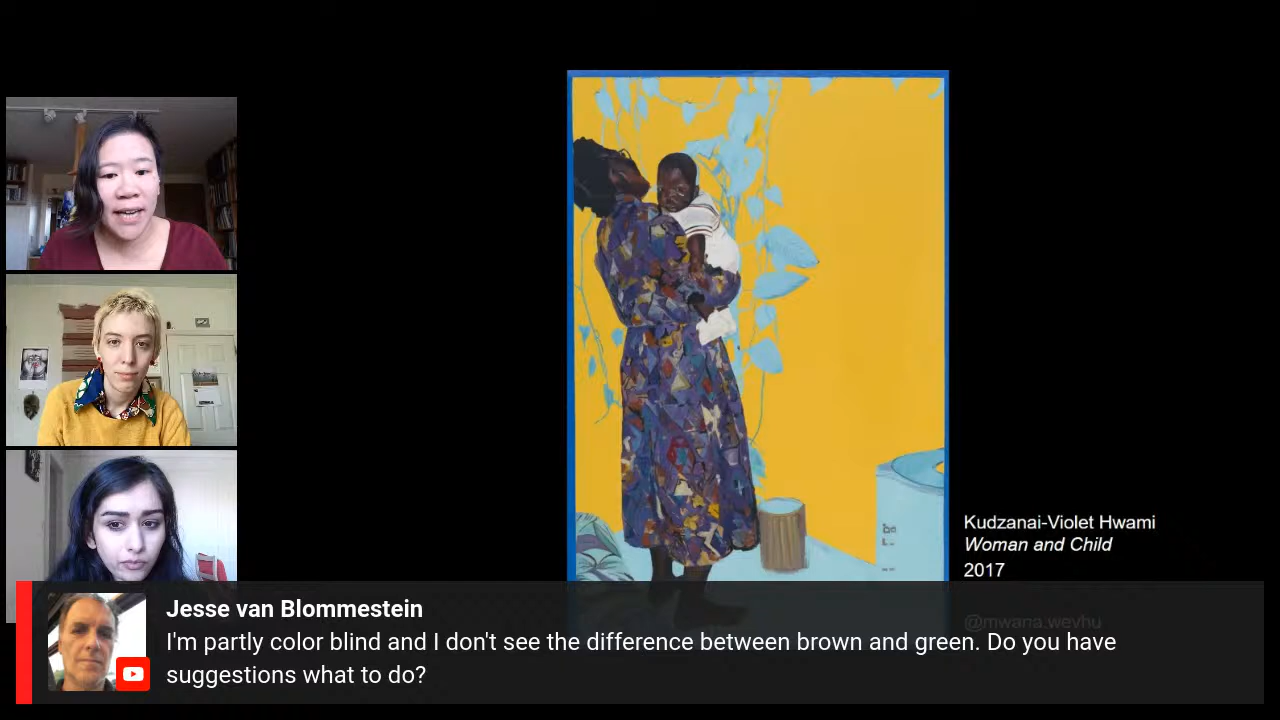 Kudzanai-Violet Hwami
Woman and Child
2017
@mwana.wevhu
Jesse van Blommestein
I'm partly color blind and I don't see the difference between brown and green. Do you have
suggestions what to do?